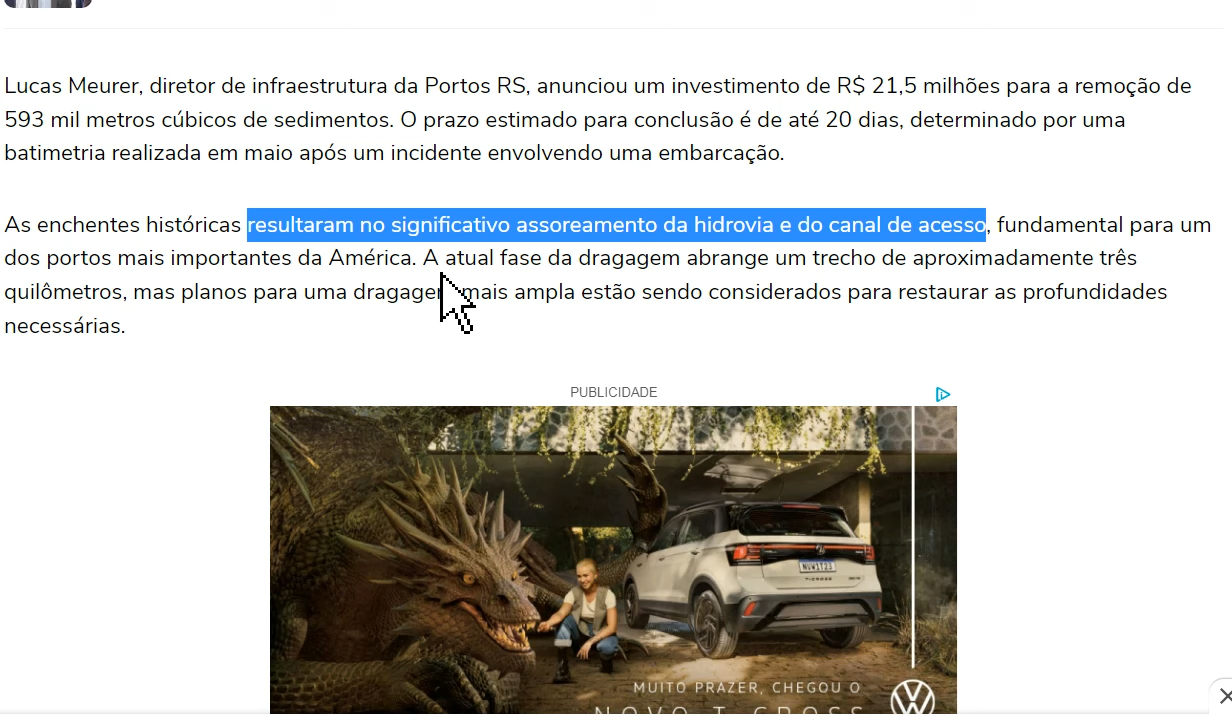 Lucas Meurer, diretor de infraestrutura da Portos RS, anunciou um investimento de R$ 21,5 milhões para a remoção de
593 mil metros cúbicos de sedimentos. O prazo estimado para conclusão é de até 20 dias, determinado por uma
batimetria realizada em maio após um incidente envolvendo uma embarcação.
As enchentes históricas resultaram no significativo assoreamento da hidrovia e do canal de acesso, fundamental para um
dos portos mais importantes da América. A atual fase da dragagem abrange um trecho de aproximadamente três
quilômetros, mas planos para uma dragagem mais ampla estão sendo considerados para restaurar as profundidades
necessárias.
PUBLICIDADE
NUW1T23
T-CROSS
MUITO PRAZER, CHEGOU O
NOVO T-CROSS